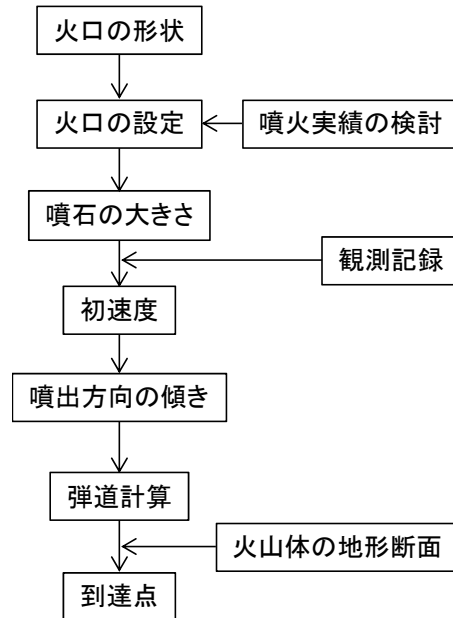 火口の形状
火口の設定
噴火実績の検討
噴石の大きさ
観測記録
初速度
噴出方向の傾き
弾道計算
火山体の地形断面
到達点